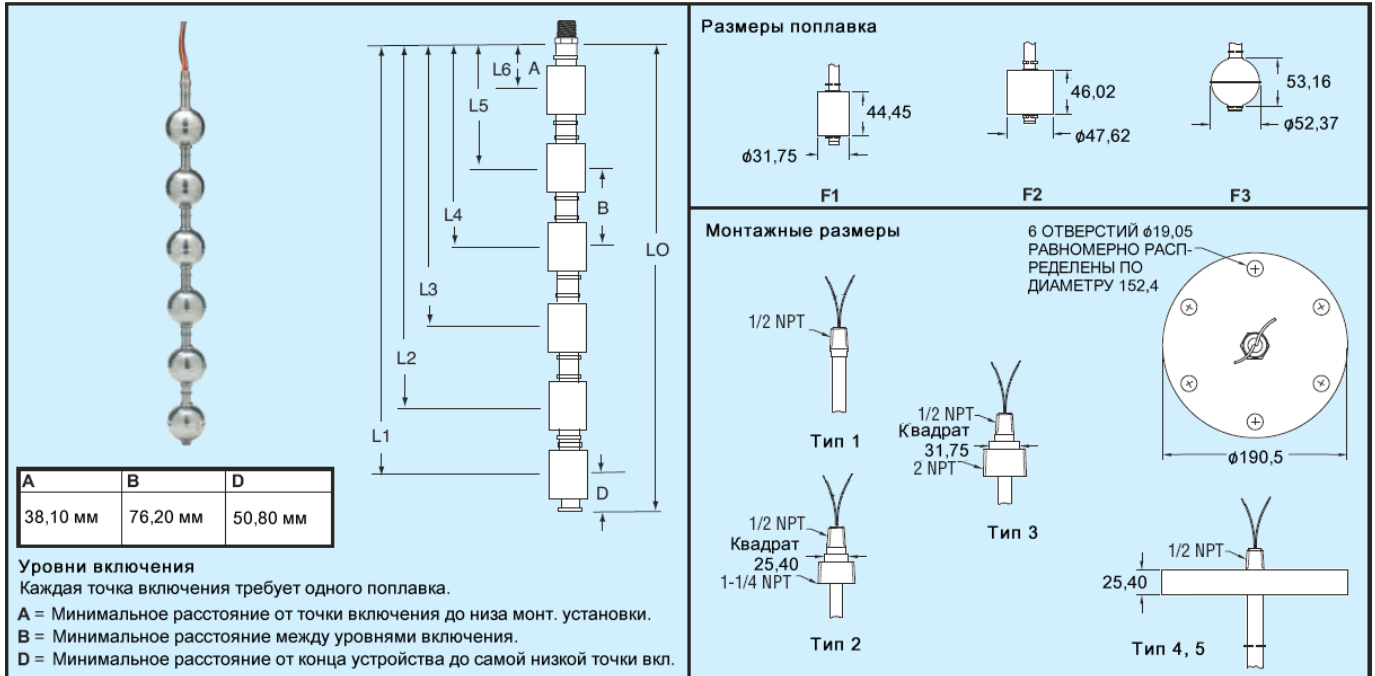 L6
A
L5
B
L4
LO
L3
L2
L1
D
A
B
D
38,10 мм
76,20 мм
50,80 мм
Уровни включения
Каждая точка включения требует одного поплавка.
A = Минимальное расстояние от точки включения до низа монт. установки.
B = Минимальное расстояние между уровнями включения.
D = Минимальное расстояние от конца устройства до самой низкой точки вкл.
Размеры поплавка
44,45
ϕ31,75
F1
46,02
ϕ47,62
F2
53,16
ϕ52,37
F3
Монтажные размеры
1/2 NPT
Тип 1
1/2 NPT
Квадрат
25,40
1-1/4 NPT
Тип 2
1/2 NPT
Квадрат
31,75
2 NPT
Тип 3
6 ОТВЕРСТИЙ ϕ19,05
РАВНОМЕРНО РАСП-
РЕДЕЛЕНЫ ПО
ДИАМЕТРУ 152,4
ϕ190,5
1/2 NPT
25,40
Тип 4, 5